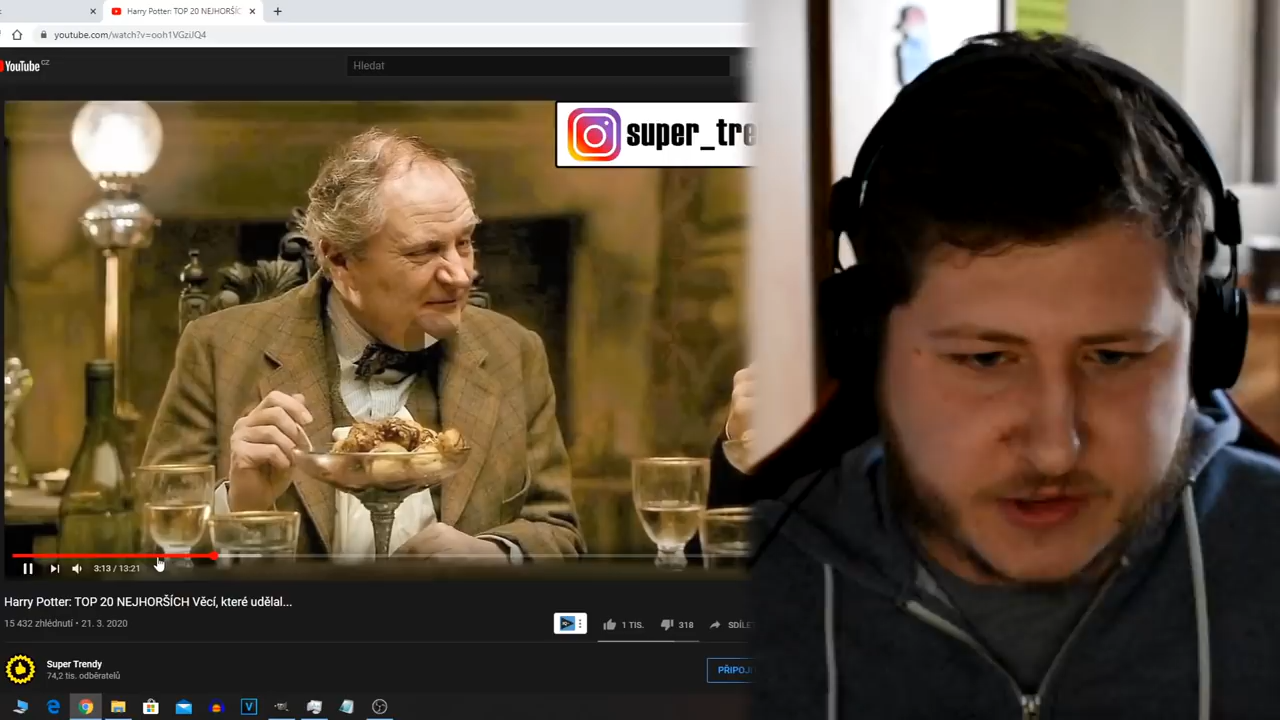 Harry Potter: TOP 20 NEJHORŠÍC
youtube.com/watch?v=ooh1VGziJQ4
YouTube CZ
Hledat
super_tre
3:13 / 13:21
Harry Potter: TOP 20 NEJHORŠÍCH Věcí, které udělal...
15 432 zhlédnutí • 21. 3. 2020
1 TIS.
318
SDÍLE
Super Trendy
74,2 tis. odběratelů
PŘIPOJI